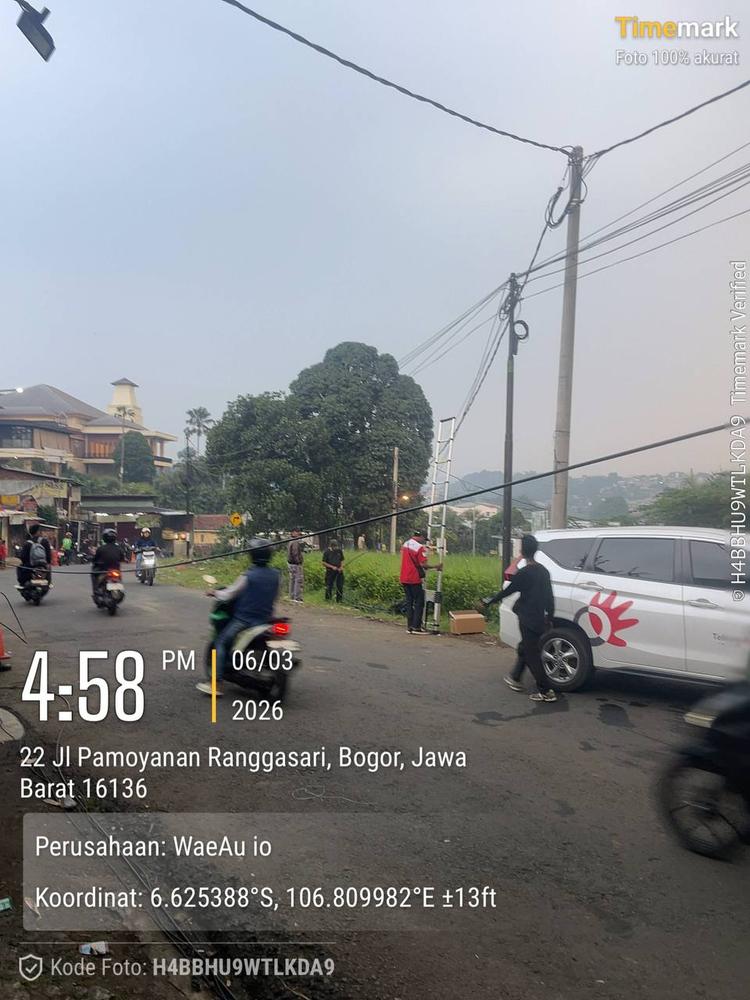 Timemark
Foto 100% akurat
© H4BBHU9WTLKDA9 Timemark Verified
4:58 PM
06/03
2026
22 Jl Pamoyanan Ranggasari, Bogor, Jawa
Barat 16136
Perusahaan: WaeAu io
Koordinat: 6.625388°S, 106.809982°E ±13ft
Kode Foto: H4BBHU9WTLKDA9